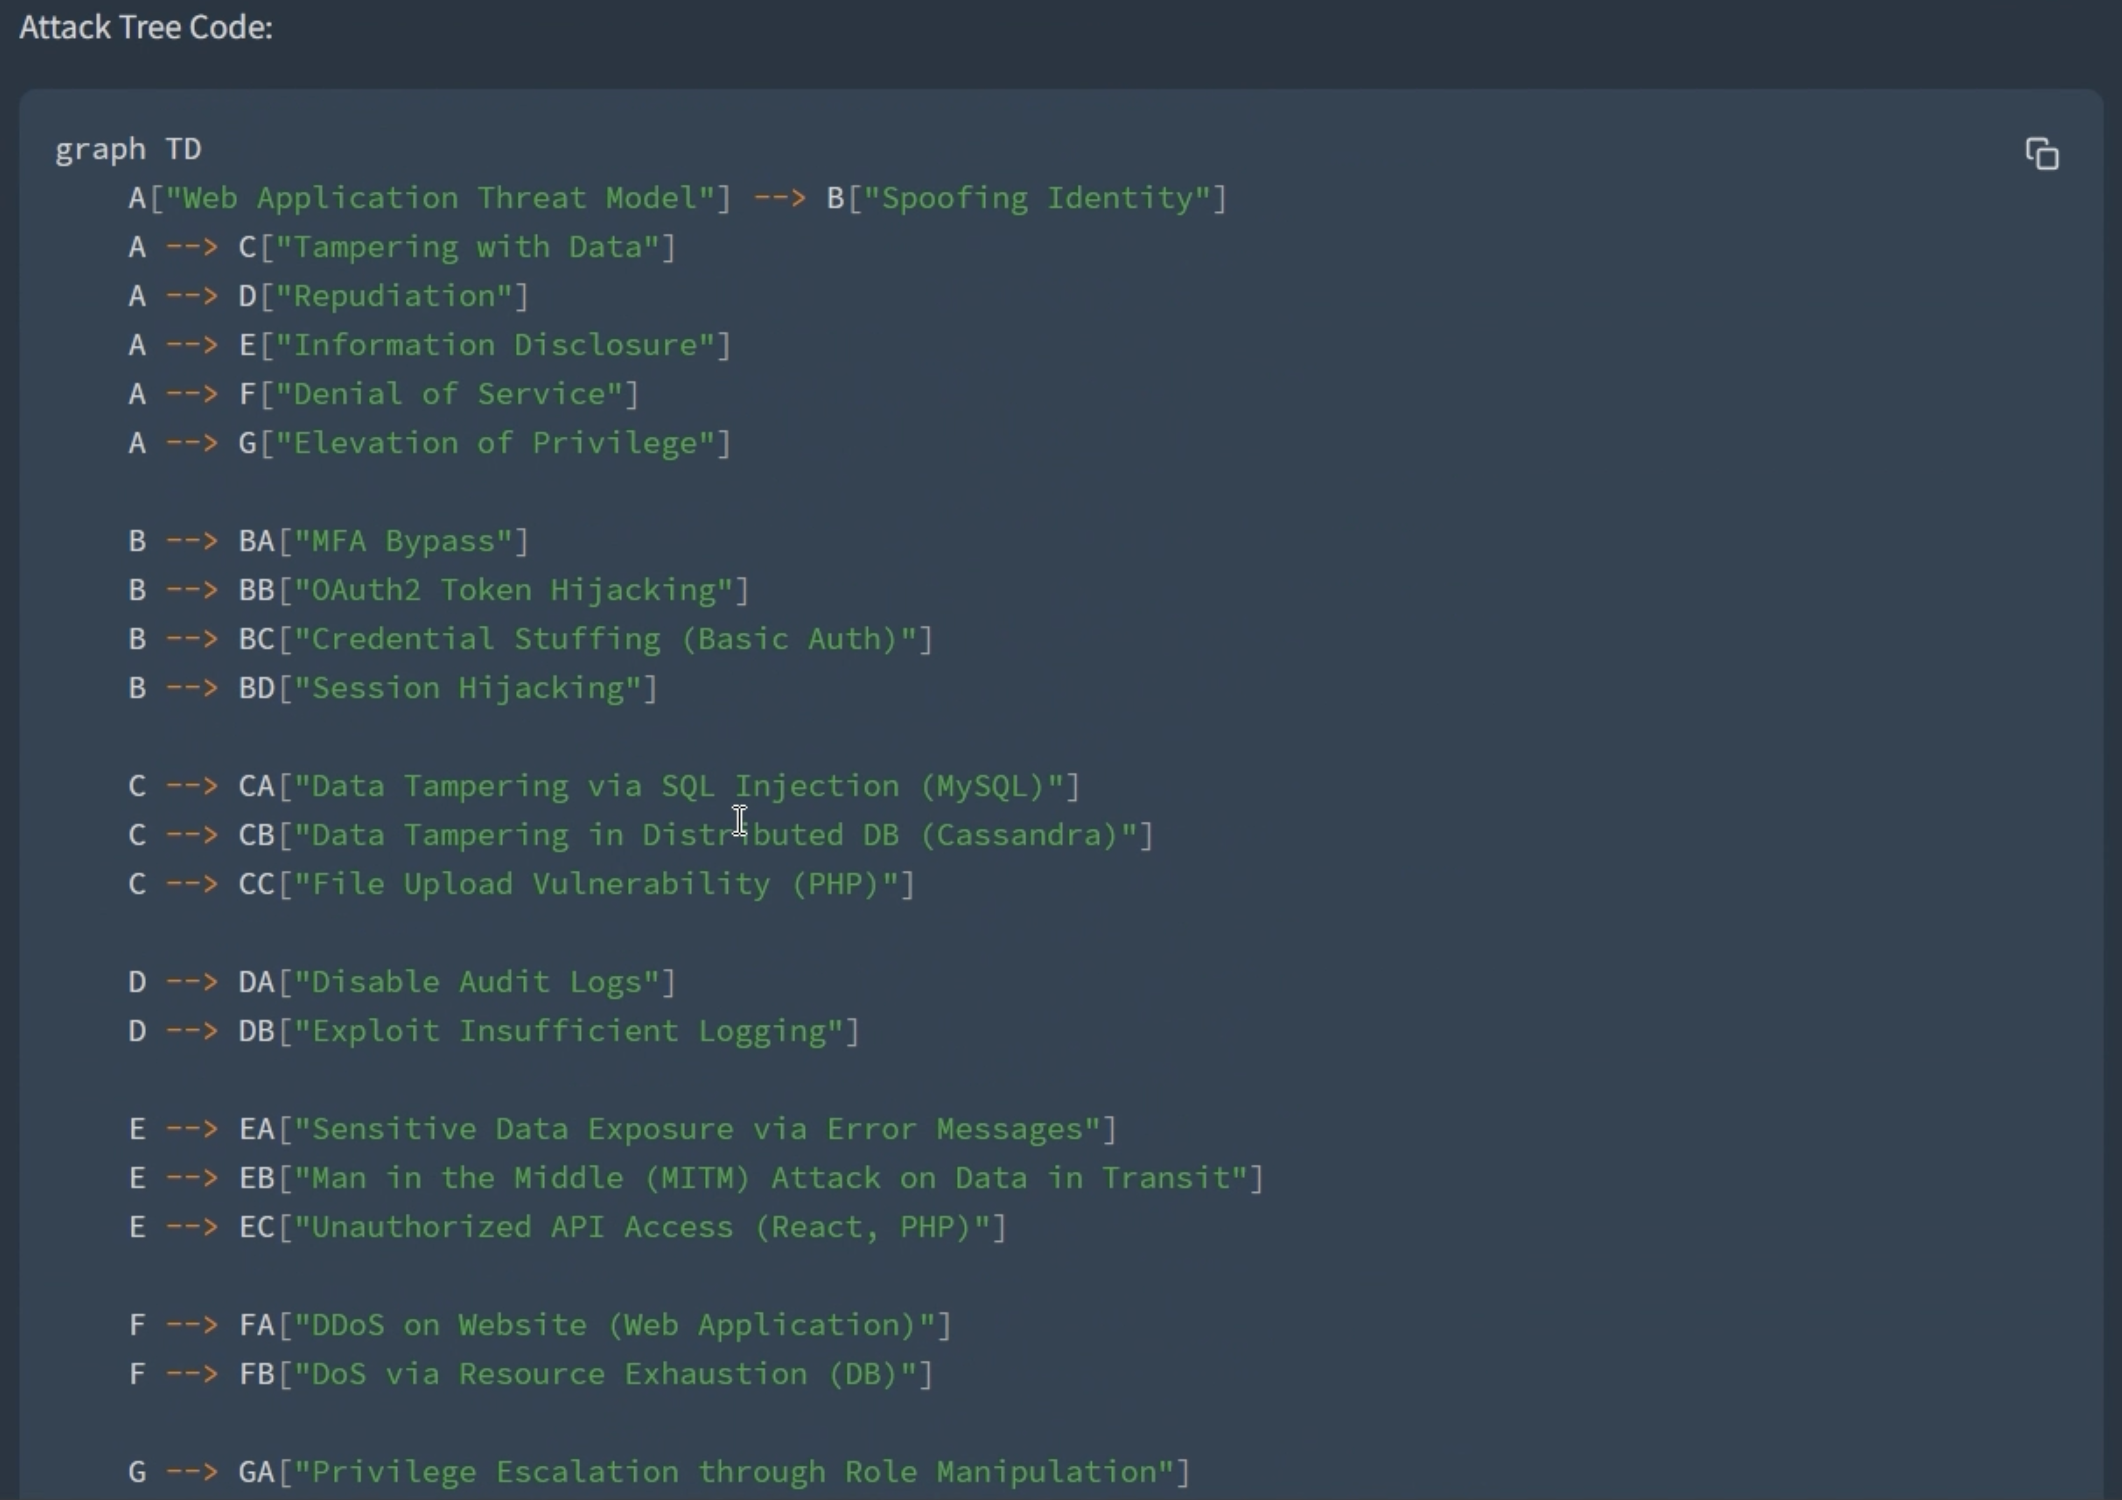 Attack Tree Code:
graph TD
A["Web Application Threat Model"] --> B["Spoofing Identity"]
A --> C["Tampering with Data"]
A --> D["Repudiation"]
A --> E["Information Disclosure"]
A --> F["Denial of Service"]
A --> G["Elevation of Privilege"]
B --> BA["MFA Bypass"]
B --> BB["OAuth2 Token Hijacking"]
B --> BC["Credential Stuffing (Basic Auth)"]
B --> BD["Session Hijacking"]
C --> CA["Data Tampering via SQL Injection (MySQL)"]
C --> CB["Data Tampering in Distributed DB (Cassandra)"]
C --> CC["File Upload Vulnerability (PHP)"]
D --> DA["Disable Audit Logs"]
D --> DB["Exploit Insufficient Logging"]
E --> EA["Sensitive Data Exposure via Error Messages"]
E --> EB["Man in the Middle (MITM) Attack on Data in Transit"]
E --> EC["Unauthorized API Access (React, PHP)"]
F --> FA["DDoS on Website (Web Application)"]
F --> FB["DoS via Resource Exhaustion (DB)"]
G --> GA["Privilege Escalation through Role Manipulation"]